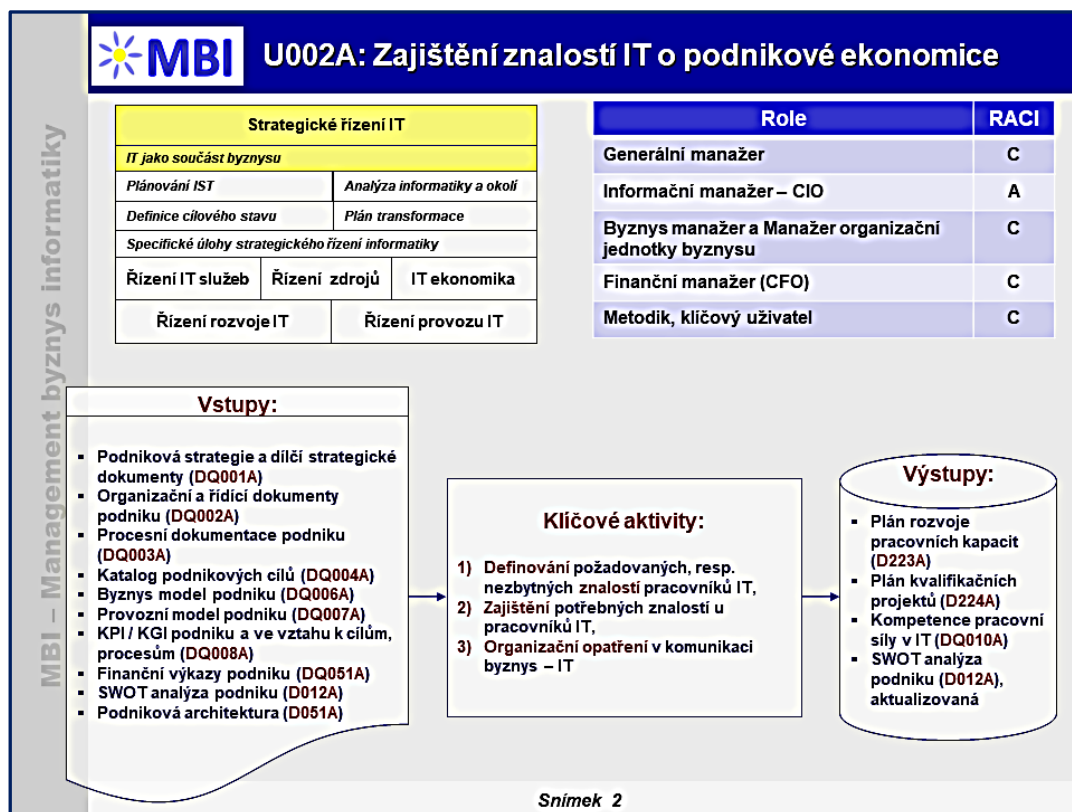 MBI – Management byznys informatiky
MBI
U002A: Zajištění znalostí IT o podnikové ekonomice
Strategické řízení IT
IT jako součást byznysu
Plánování IST
Analýza informatiky a okolí
Definice cílového stavu
Plán transformace
Specifické úlohy strategického řízení informatiky
Řízení IT služeb
Řízení zdrojů
IT ekonomika
Řízení rozvoje IT
Řízení provozu IT
Role RACI
Generální manažer C
Informační manažer – CIO A
Byznys manažer a Manažer organizační C
jednotky byznysu
Finanční manažer (CFO) C
Metodik, klíčový uživatel C
Vstupy:
▪ Podniková strategie a dílčí strategické
dokumenty (DQ001A)
▪ Organizační a řídící dokumenty
podniku (DQ002A)
▪ Procesní dokumentace podniku
(DQ003A)
▪ Katalog podnikových cílů (DQ004A)
▪ Byznys model podniku (DQ006A)
▪ Provozní model podniku (DQ007A)
▪ KPI / KGI podniku a ve vztahu k cílům,
procesům (DQ008A)
▪ Finanční výkazy podniku (DQ051A)
▪ SWOT analýza podniku (D012A)
▪ Podniková architektura (D051A)
Klíčové aktivity:
1) Definování požadovaných, resp.
nezbytných znalostí pracovníků IT,
2) Zajištění potřebných znalostí u
pracovníků IT,
3) Organizační opatření v komunikaci
byznys – IT
Výstupy:
▪ Plán rozvoje
pracovních kapacit
(D223A)
▪ Plán kvalifikačních
projektů (D224A)
▪ Kompetence pracovní
síly v IT (DQ010A)
▪ SWOT analýza
podniku (D012A),
aktualizovaná
Snímek 2